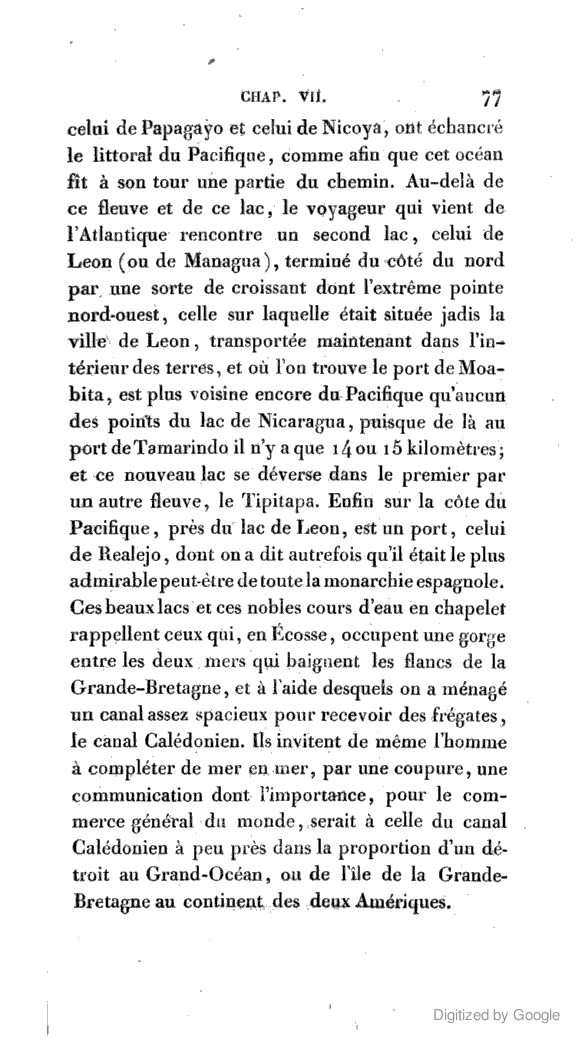 CHAP. VII. 77
celui de Papagayo et celui de Nicoya, ont échancré
le littoral du Pacifique, comme afin que cet océan
fît à son tour une partie du chemin. Au-delà de
ce fleuve et de ce lac, le voyageur qui vient de
l'Atlantique rencontre un second lac, celui de
Leon (ou de Managua), terminé du côté du nord
par une sorte de croissant dont l'extrême pointe
nord-ouest, celle sur laquelle était située jadis la
ville de Leon, transportée maintenant dans l'in-
térieur des terres, et où l'on trouve le port de Moa-
bita, est plus voisine encore du Pacifique qu'aucun
des points du lac de Nicaragua, puisque de là au
port de Tamarindo il n'y a que 14 ou 15 kilomètres;
et ce nouveau lac se déverse dans le premier par
un autre fleuve, le Tipitapa. Enfin sur la côte du
Pacifique, près du lac de Leon, est un port, celui
de Realejo, dont on a dit autrefois qu'il était le plus
admirable peut-être de toute la monarchie espagnole.
Ces beaux lacs et ces nobles cours d'eau en chapelet
rappellent ceux qui, en Écosse, occupent une gorge
entre les deux mers qui baignent les flancs de la
Grande-Bretagne, et à l'aide desquels on a ménagé
un canal assez spacieux pour recevoir des frégates,
le canal Calédonien. Ils invitent de même l'homme
à compléter de mer en mer, par une coupure, une
communication dont l'importance, pour le com-
merce général du monde, serait à celle du canal
Calédonien à peu près dans la proportion d'un dé-
troit au Grand-Océan, ou de l'île de la Grande-
Bretagne au continent des deux Amériques.
Digitized by Google